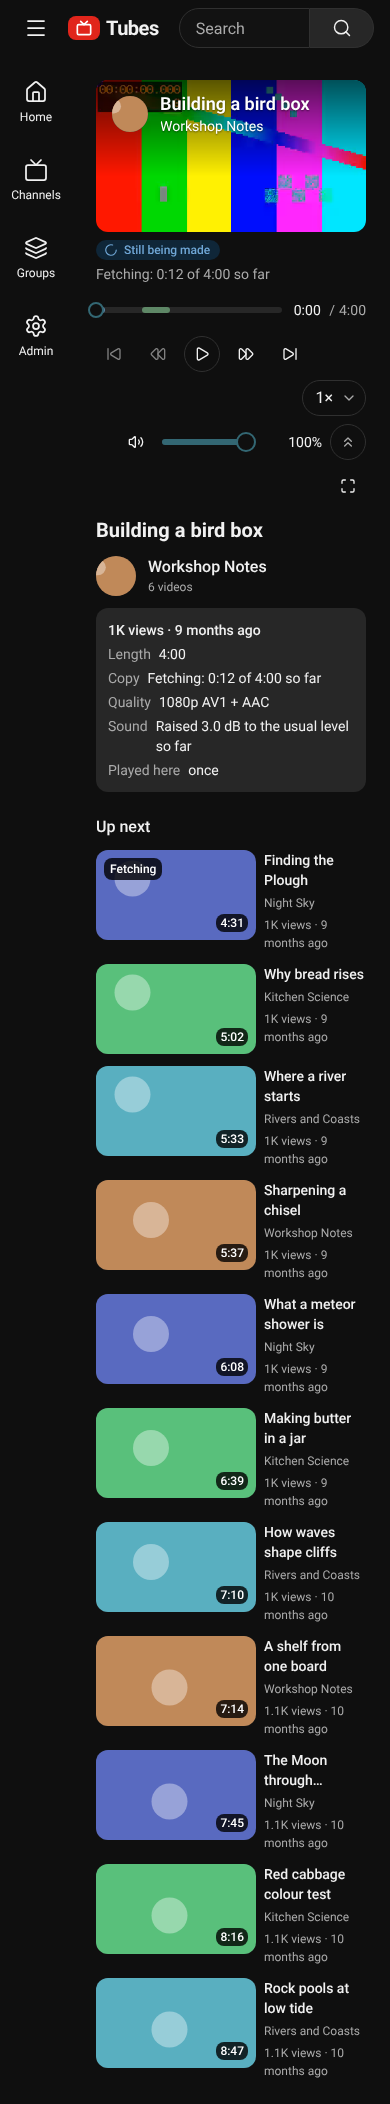 Tubes
Search
Home
Channels
Groups
Admin
00:00:00.000
Building a bird box
Workshop Notes
Still being made
Fetching: 0:12 of 4:00 so far
0:00 / 4:00
1×
100%
Building a bird box
Workshop Notes
6 videos
1K views · 9 months ago
Length 4:00
Copy Fetching: 0:12 of 4:00 so far
Quality 1080p AV1 + AAC
Sound Raised 3.0 dB to the usual level
so far
Played here once
Up next
Fetching
4:31
Finding the
Plough
Night Sky
1K views · 9
months ago
5:02
Why bread rises
Kitchen Science
1K views · 9
months ago
5:33
Where a river
starts
Rivers and Coasts
1K views · 9
months ago
5:37
Sharpening a
chisel
Workshop Notes
1K views · 9
months ago
6:08
What a meteor
shower is
Night Sky
1K views · 9
months ago
6:39
Making butter
in a jar
Kitchen Science
1K views · 9
months ago
7:10
How waves
shape cliffs
Rivers and Coasts
1K views · 10
months ago
7:14
A shelf from
one board
Workshop Notes
1.1K views · 10
months ago
7:45
The Moon
through…
Night Sky
1.1K views · 10
months ago
8:16
Red cabbage
colour test
Kitchen Science
1.1K views · 10
months ago
8:47
Rock pools at
low tide
Rivers and Coasts
1.1K views · 10
months ago